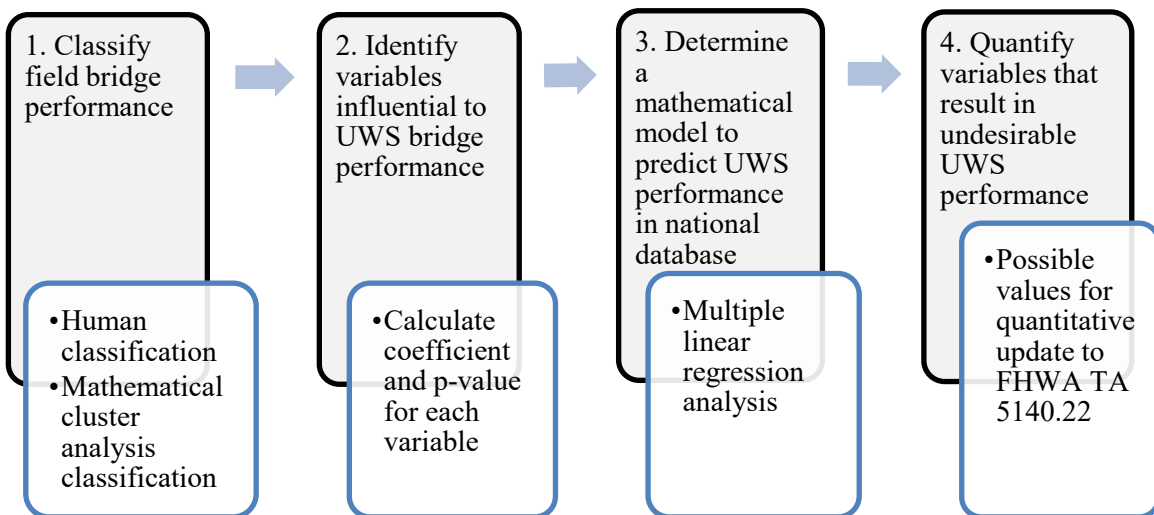 1. Classify
field bridge
performance
•Human
classification
•Mathematical
cluster
analysis
classification
2. Identify
variables
influential to
UWS bridge
performance
•Calculate
coefficient
and p-value
for each
variable
3. Determine
a
mathematical
model to
predict UWS
performance
in national
database
•Multiple
linear
regression
analysis
4. Quantify
variables that
result in
undesirable
UWS
performance
•Possible
values for
quantitative
update to
FHWA TA
5140.22